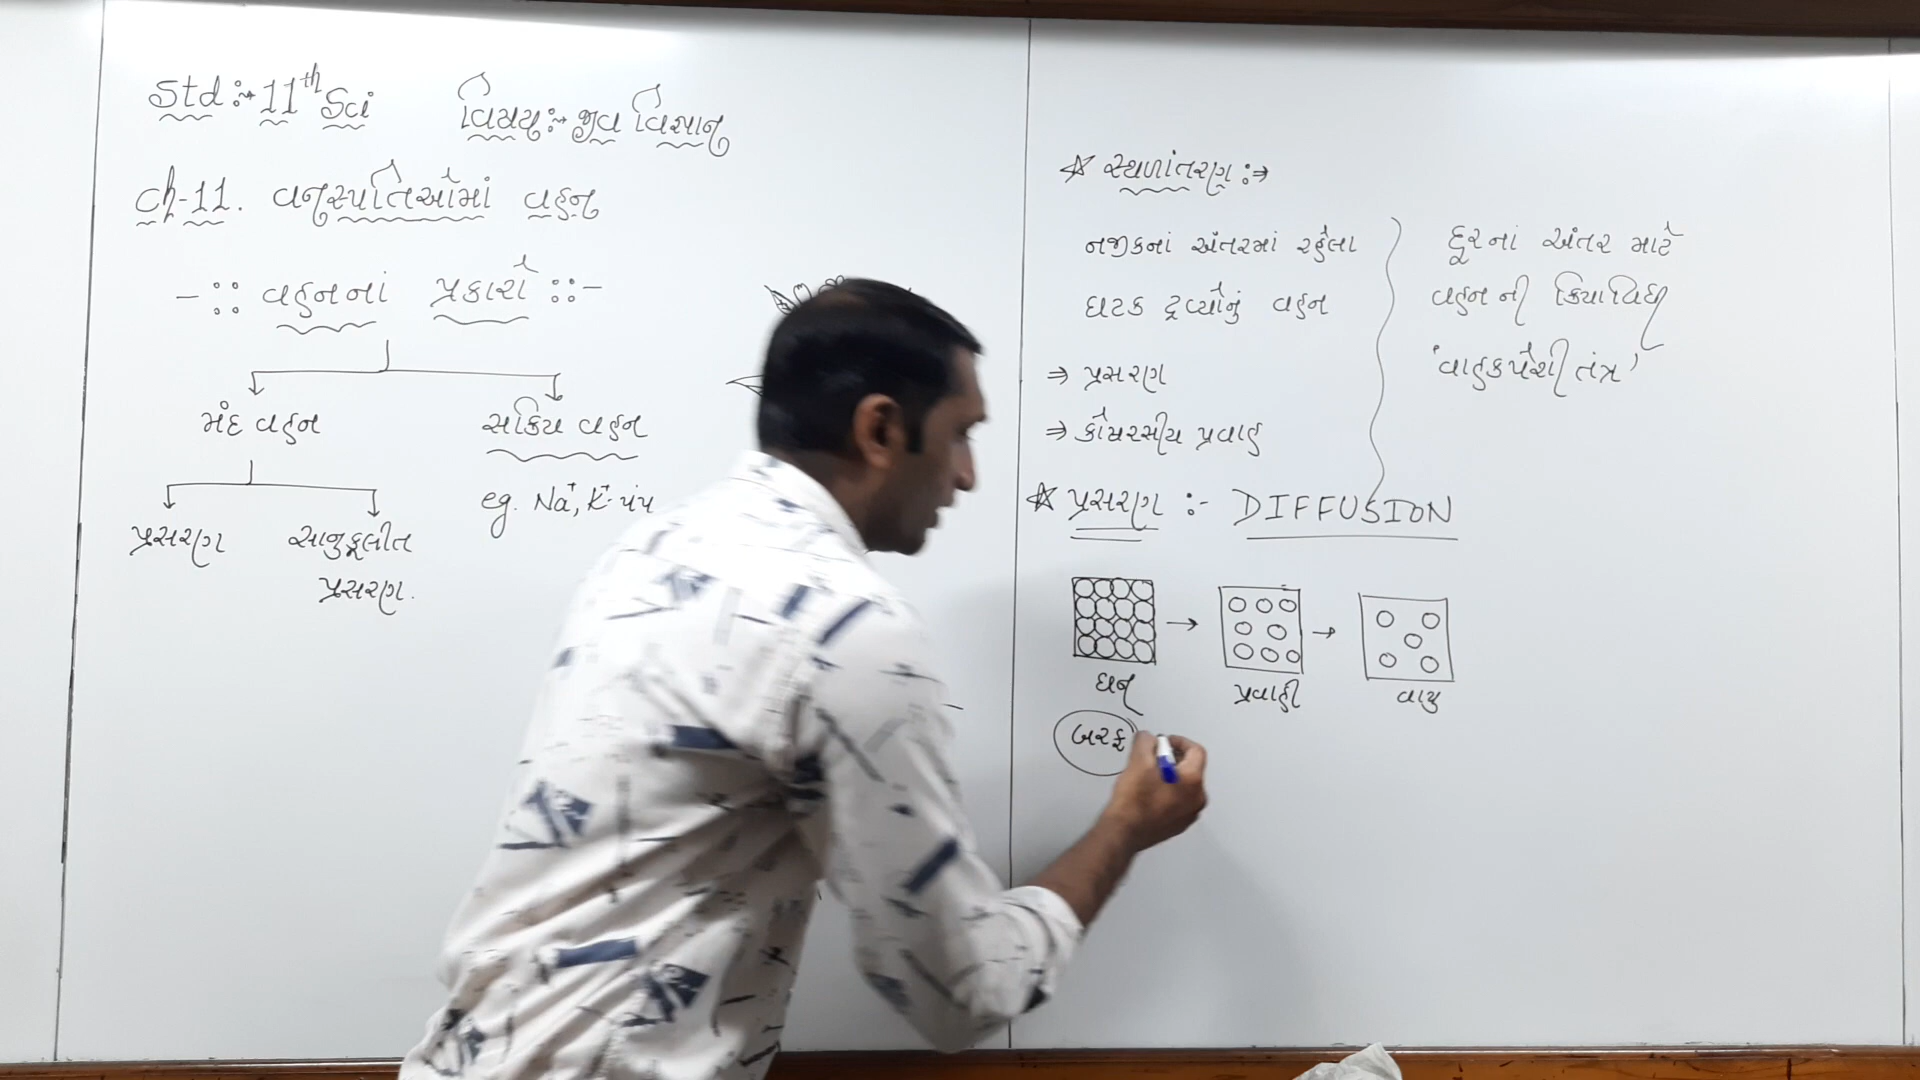 Std :→ 11th Sci વિષય :→ જીવ વિજ્ઞાન
ch-11. વનસ્પતિઓમાં વહન
-:: વહનનાં પ્રકારો ::-
મંદ વહન સક્રિય વહન
eg. Na+, K+-પંપ
પ્રસરણ સાનુકૂલીત
પ્રસરણ.
☆ સ્થળાંતરણ :→
નજીકનાં અંતરમાં રહેલા
ઘટક દ્રવ્યોનું વહન
⇒ પ્રસરણ
⇒ કોષરસીય પ્રવાહ
દૂરનાં અંતર માટે
વહન ની ક્રિયાવિધી
'વાહકપેશી તંત્ર'
☆ પ્રસરણ :- DIFFUSION
ઘન → પ્રવાહી → વાયુ
બરફ